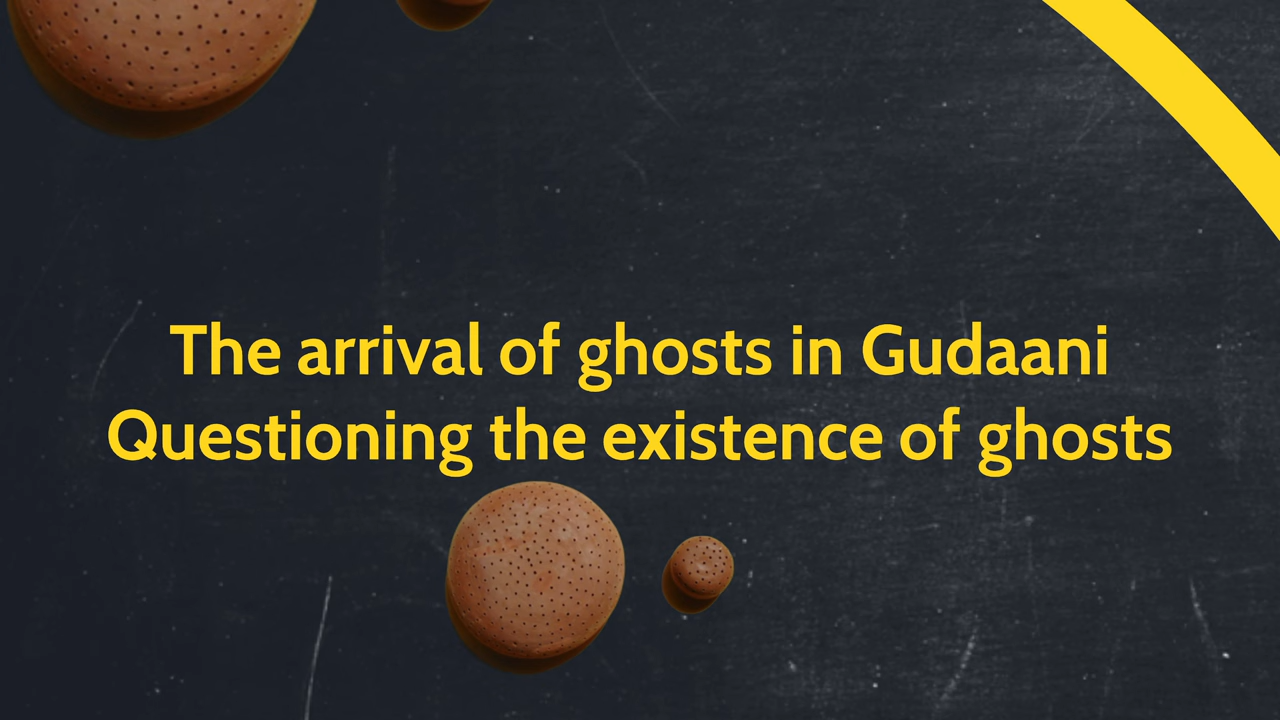 The arrival of ghosts in Gudaani
Questioning the existence of ghosts